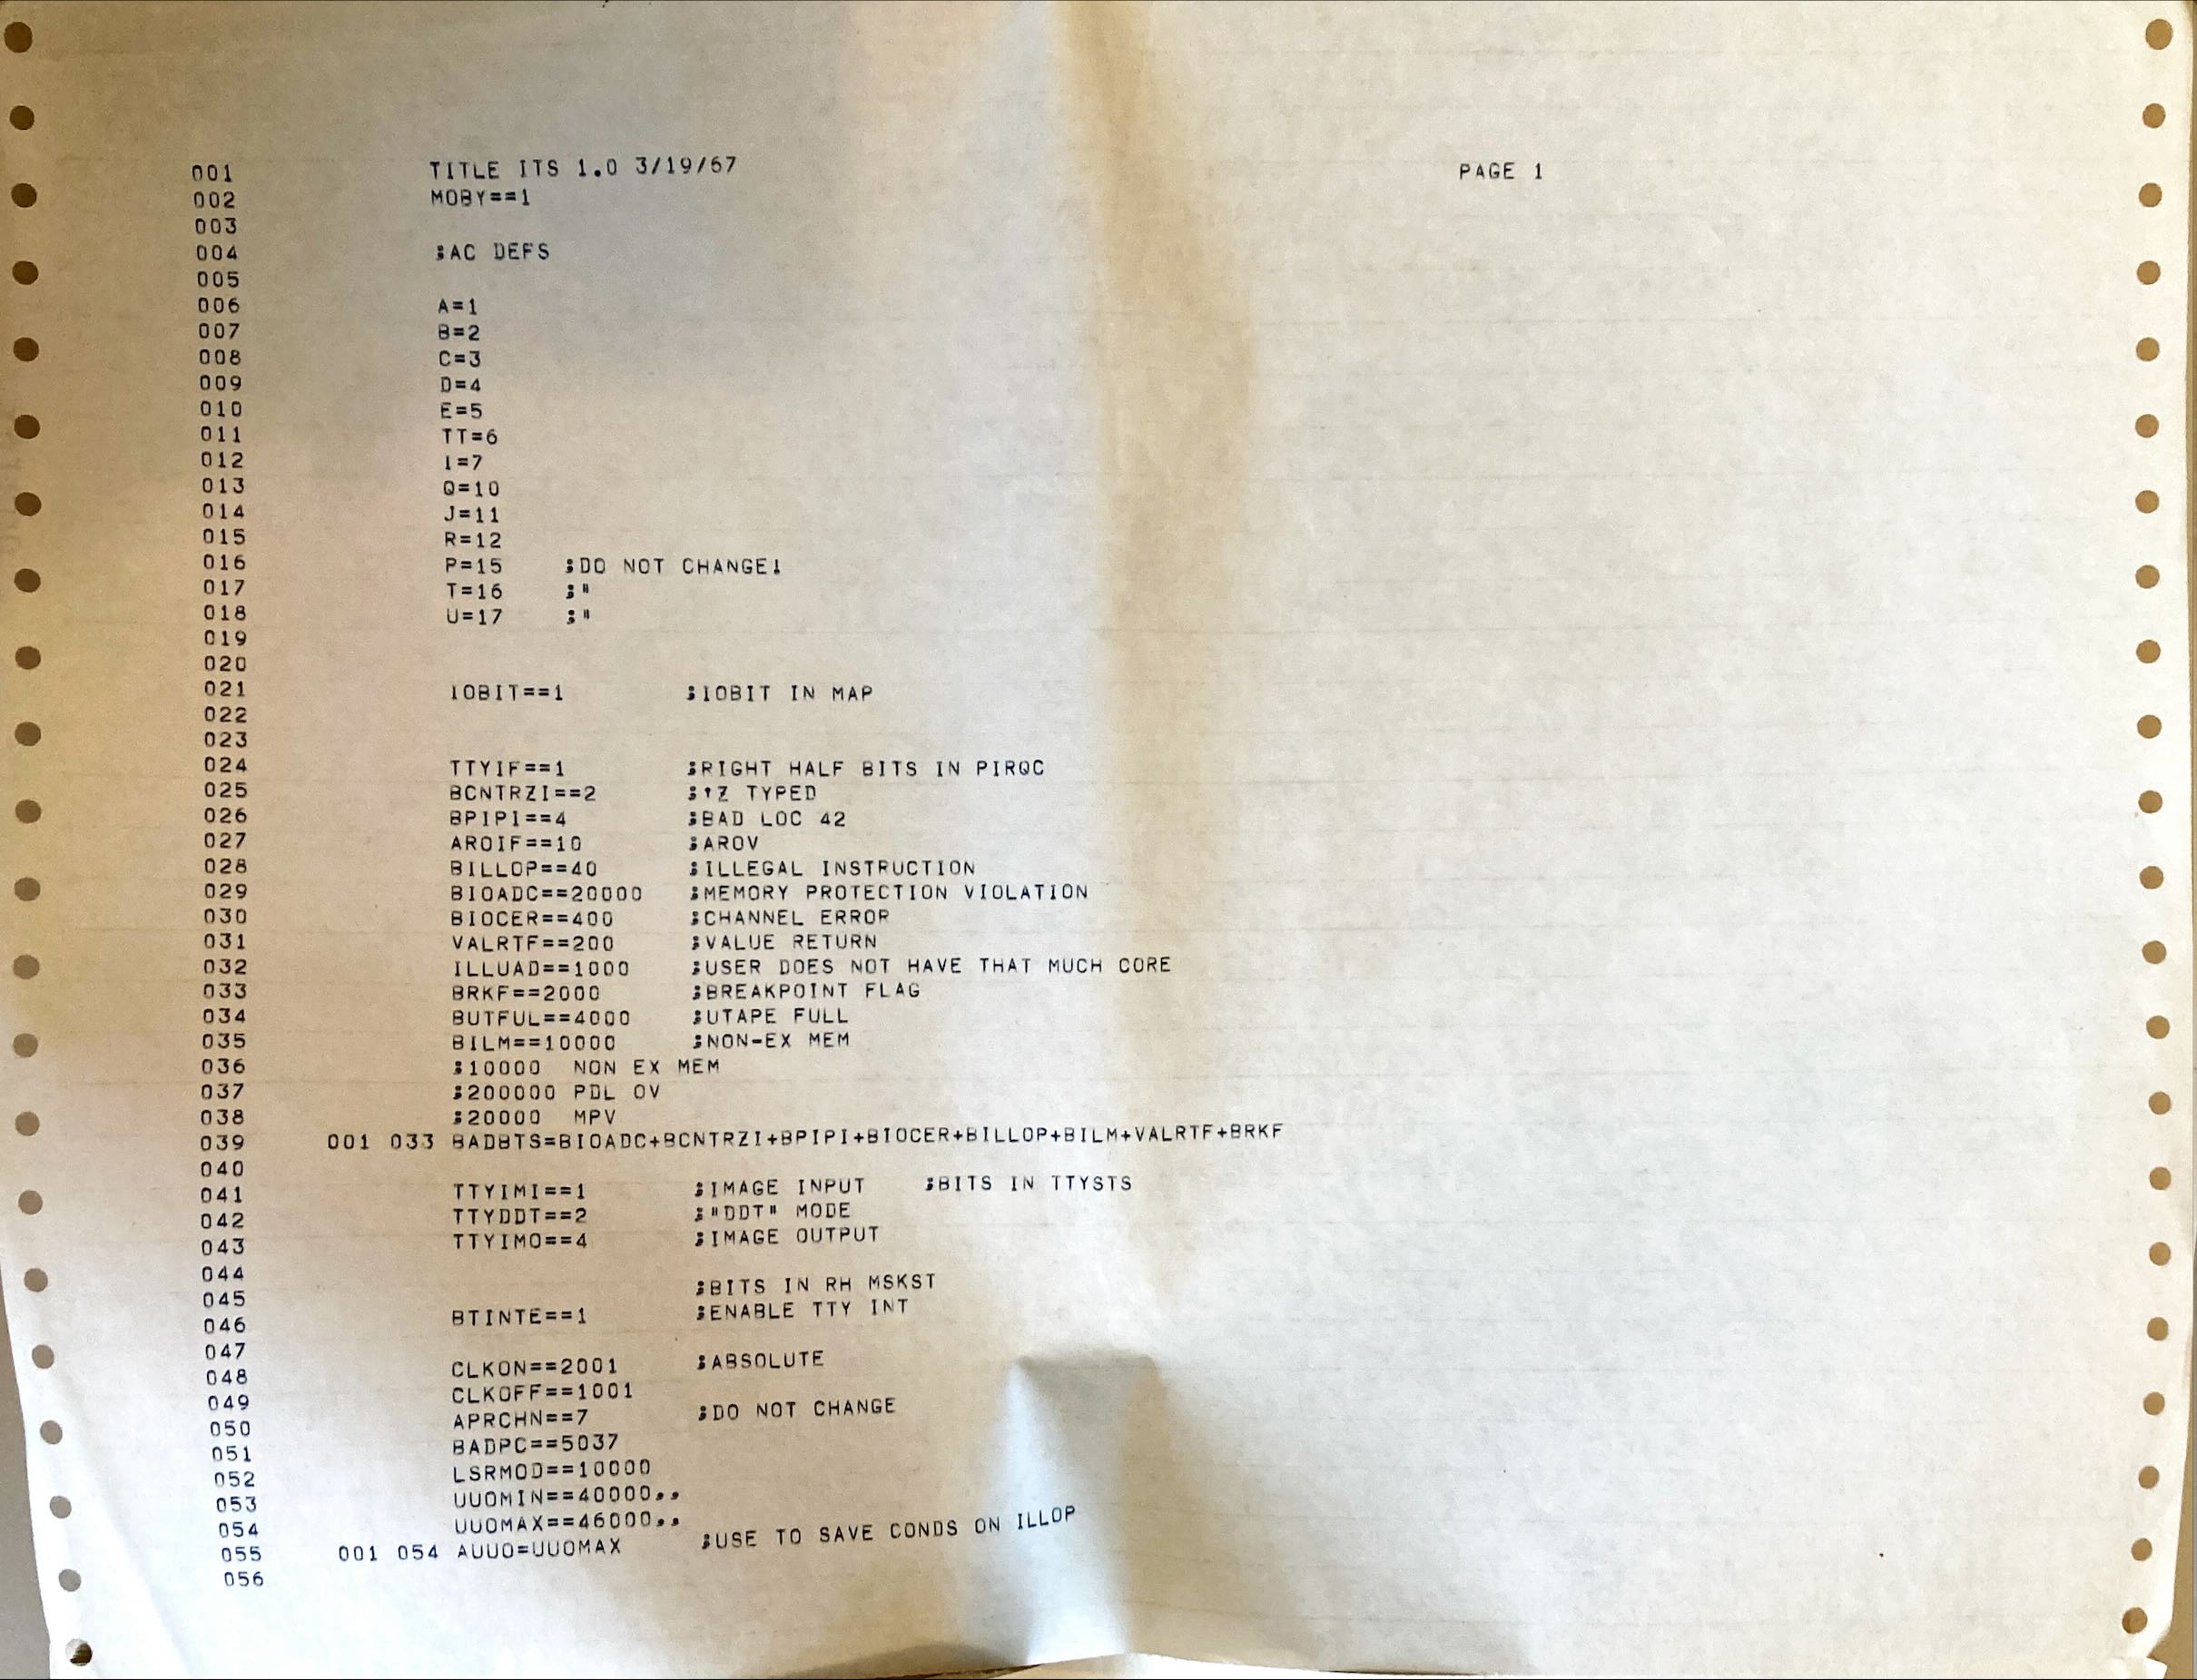 001 TITLE ITS 1.0 3/19/67 PAGE 1
002 MOBY==1
003
004 ;AC DEFS
005
006 A=1
007 B=2
008 C=3
009 D=4
010 E=5
011 TT=6
012 I=7
013 Q=10
014 J=11
015 R=12
016 P=15 ;DO NOT CHANGE!
017 T=16 ;"
018 U=17 ;"
019
020
021 IOBIT==1 ;IOBIT IN MAP
022
023
024 TTYIF==1 ;RIGHT HALF BITS IN PIRQC
025 BCNTRZI==2 ;↑Z TYPED
026 BPIPI==4 ;BAD LOC 42
027 AROIF==10 ;AROV
028 BILLOP==40 ;ILLEGAL INSTRUCTION
029 BIOADC==20000 ;MEMORY PROTECTION VIOLATION
030 BIOCER==400 ;CHANNEL ERROR
031 VALRTF==200 ;VALUE RETURN
032 ILLUAD==1000 ;USER DOES NOT HAVE THAT MUCH CORE
033 BRKF==2000 ;BREAKPOINT FLAG
034 BUTFUL==4000 ;UTAPE FULL
035 BILM==10000 ;NON-EX MEM
036 ;10000 NON EX MEM
037 ;200000 PDL OV
038 ;20000 MPV
039 001 033 BADBTS=BIOADC+BCNTRZI+BPIPI+BIOCER+BILLOP+BILM+VALRTF+BRKF
040
041 TTYIMI==1 ;IMAGE INPUT ;BITS IN TTYSTS
042 TTYDDT==2 ;"DDT" MODE
043 TTYIMO==4 ;IMAGE OUTPUT
044
045 ;BITS IN RH MSKST
046 BTINTE==1 ;ENABLE TTY INT
047
048 CLKON==2001 ;ABSOLUTE
049 CLKOFF==1001
050 APRCHN==7 ;DO NOT CHANGE
051 BADPC==5037
052 LSRMOD==10000
053 UUOMIN==40000,,
054 UUOMAX==46000,,
055 001 054 AUUO=UUOMAX ;USE TO SAVE CONDS ON ILLOP
056